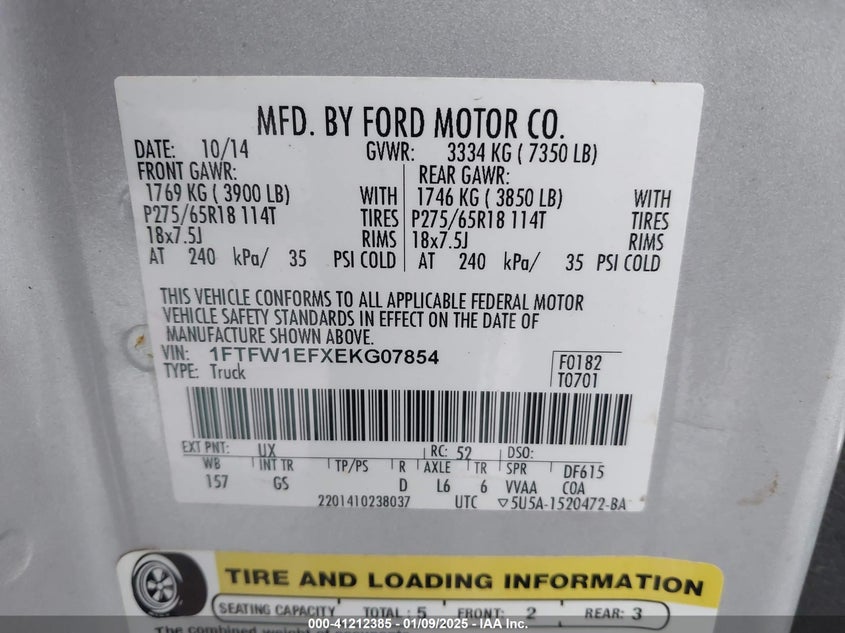 MFD. BY FORD MOTOR CO.
DATE: 10/14 GVWR: 3334 KG ( 7350 LB)
FRONT GAWR: REAR GAWR:
1769 KG ( 3900 LB) WITH 1746 KG ( 3850 LB) WITH
P275/65R18 114T TIRES P275/65R18 114T TIRES
18x7.5J RIMS 18x7.5J RIMS
AT 240 kPa/ 35 PSI COLD AT 240 kPa/ 35 PSI COLD
THIS VEHICLE CONFORMS TO ALL APPLICABLE FEDERAL MOTOR
VEHICLE SAFETY STANDARDS IN EFFECT ON THE DATE OF
MANUFACTURE SHOWN ABOVE.
VIN: 1FTFW1EFXEKG07854 F0182
TYPE: Truck T0701
EXT PNT: UX RC: 52 DSO:
WB INT TR TP/PS R AXLE TR SPR DF615
157 GS D L6 6 VVAA COA
2201410238037 UTC ▽5U5A-1520472-BA
TIRE AND LOADING INFORMATION
SEATING CAPACITY TOTAL : 5 FRONT: 2 REAR: 3
The combined weight of
000-41212385 - 01/09/2025 - IAA Inc.